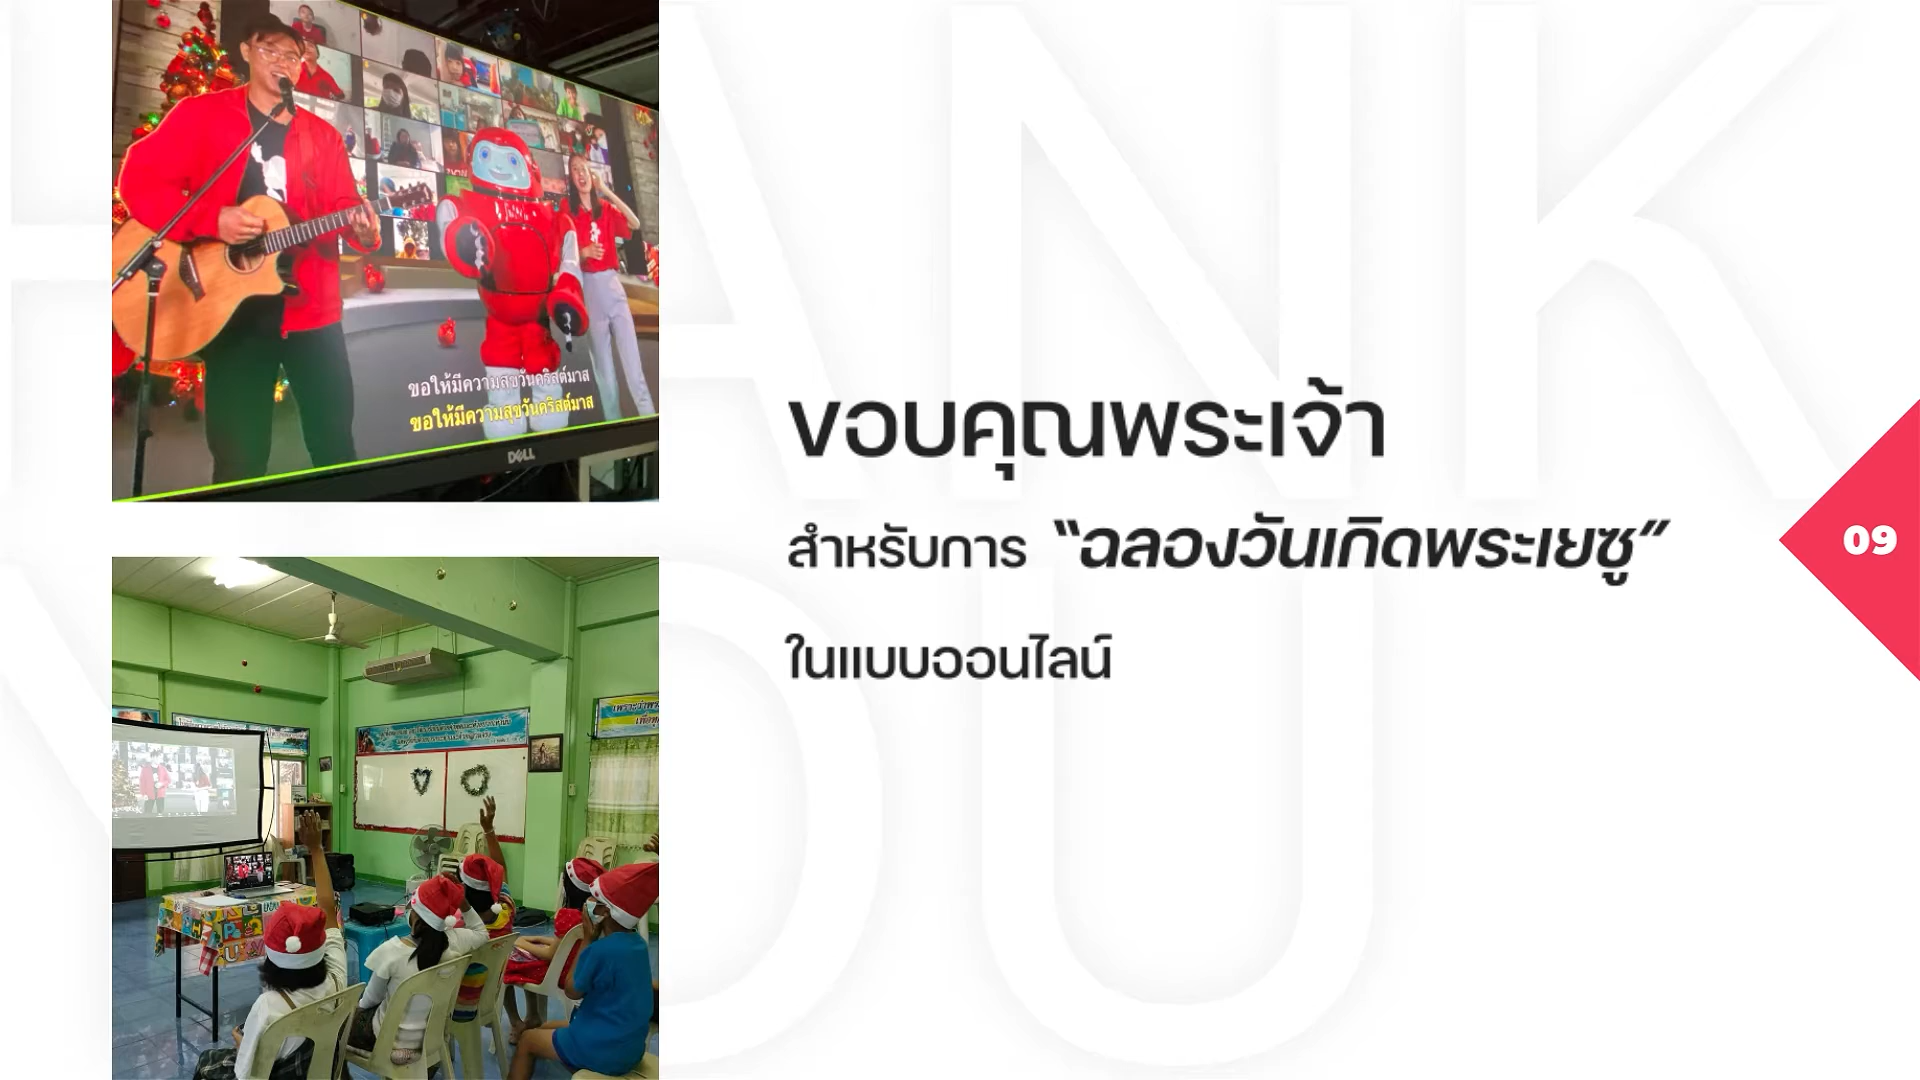 ขอให้มีความสุขวันคริสต์มาส
ขอให้มีความสุขวันคริสต์มาส
DELL
THANK
YOU
ขอบคุณพระเจ้า
สำหรับการ “ฉลองวันเกิดพระเยซู”
ในแบบออนไลน์
09